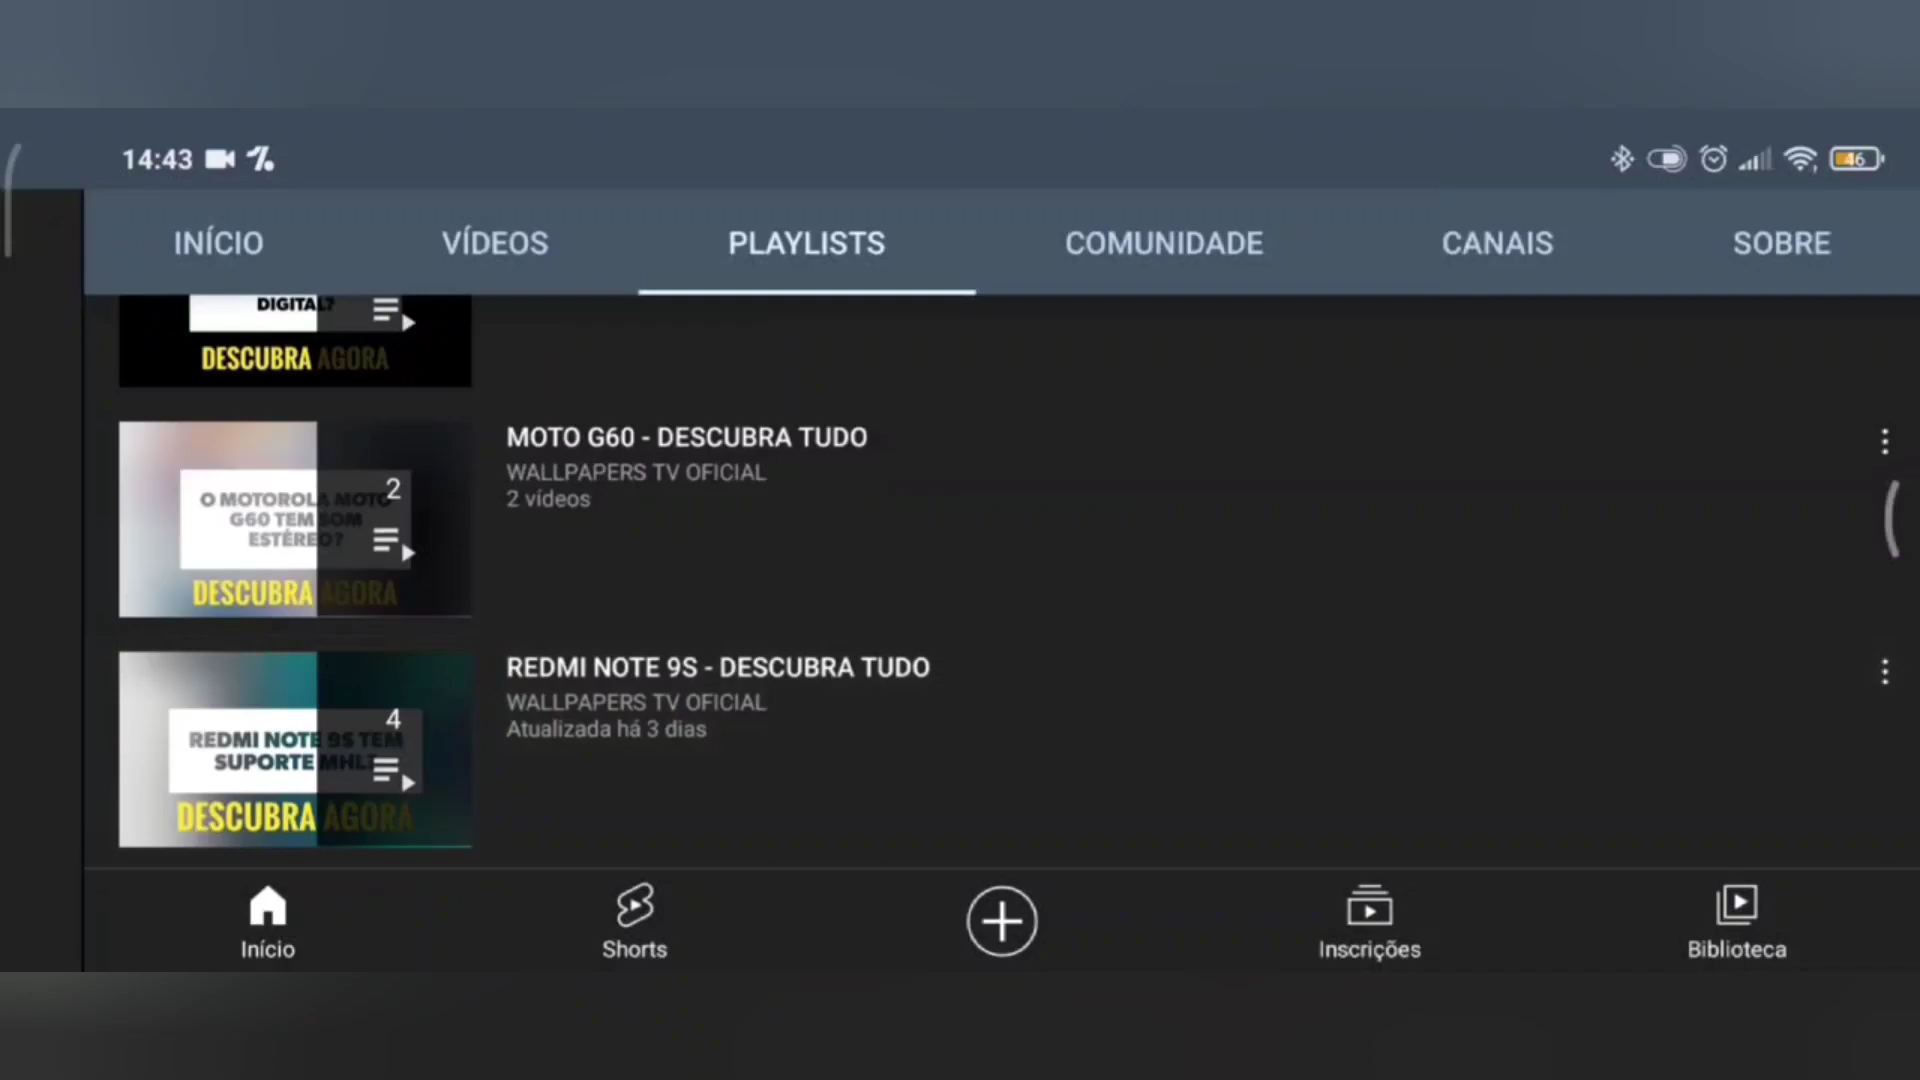 14:43
46
INÍCIO VÍDEOS PLAYLISTS COMUNIDADE CANAIS SOBRE
DIGITAL?
DESCUBRA AGORA
2
O MOTOROLA MOTO
G60 TEM SOM
ESTÉREO?
DESCUBRA AGORA
MOTO G60 - DESCUBRA TUDO
WALLPAPERS TV OFICIAL
2 vídeos
4
REDMI NOTE 9S TEM
SUPORTE MHL?
DESCUBRA AGORA
REDMI NOTE 9S - DESCUBRA TUDO
WALLPAPERS TV OFICIAL
Atualizada há 3 dias
Início Shorts Inscrições Biblioteca